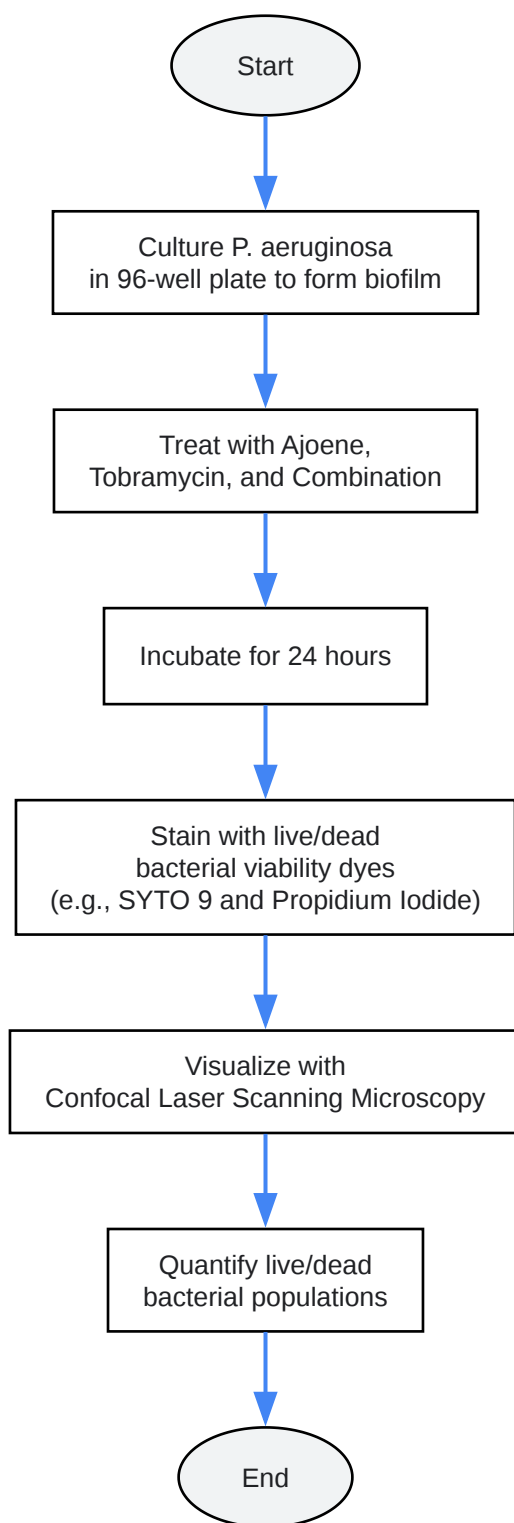 Start
Culture P. aeruginosa
in 96-well plate to form biofilm
Treat with Ajoene,
Tobramycin, and Combination
Incubate for 24 hours
Stain with live/dead
bacterial viability dyes
(e.g., SYTO 9 and Propidium Iodide)
Visualize with
Confocal Laser Scanning Microscopy
Quantify live/dead
bacterial populations
End